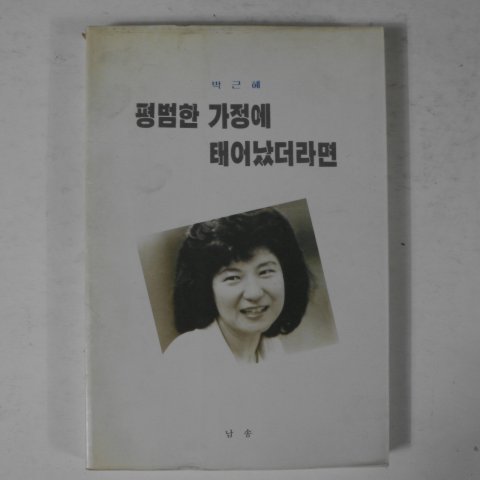 박근혜
평범한 가정에
태어났더라면
남송